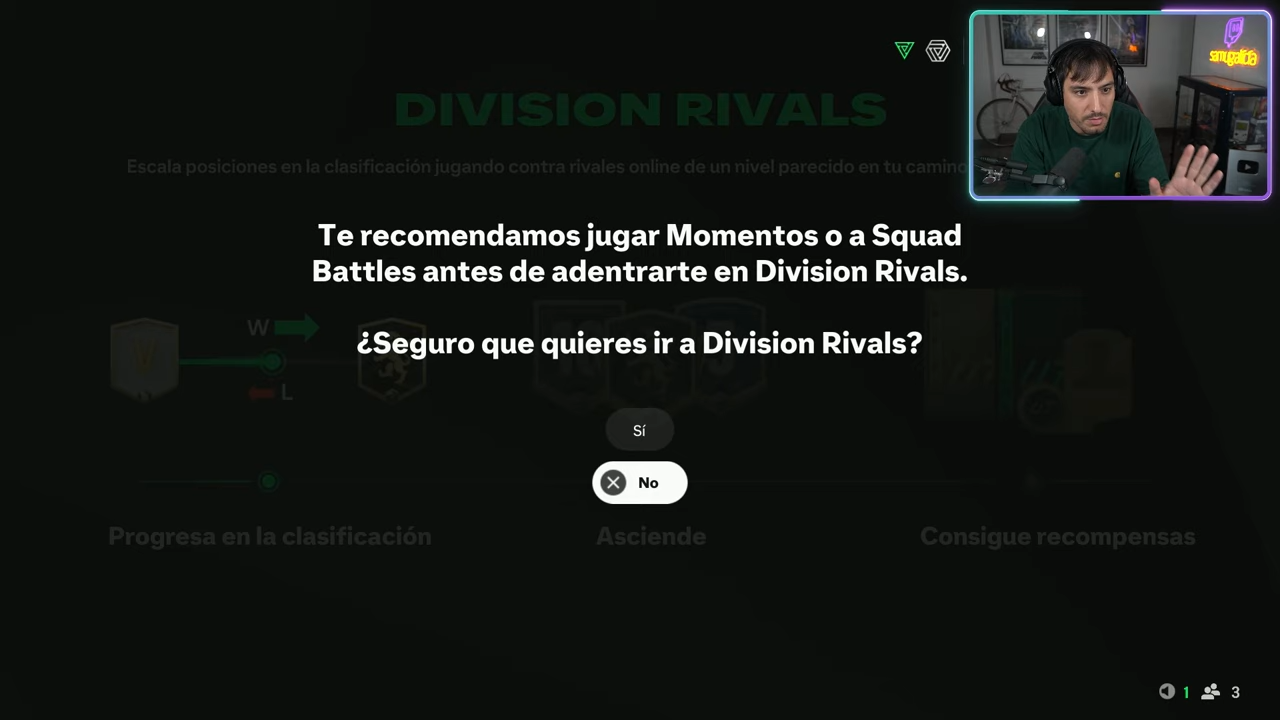 DIVISION RIVALS
Escala posiciones en la clasificación jugando contra rivales online de un nivel parecido en tu camino
Te recomendamos jugar Momentos o a Squad
Battles antes de adentrarte en Division Rivals.
¿Seguro que quieres ir a Division Rivals?
W
L
Sí
No
Progresa en la clasificación
Asciende
Consigue recompensas
1 3